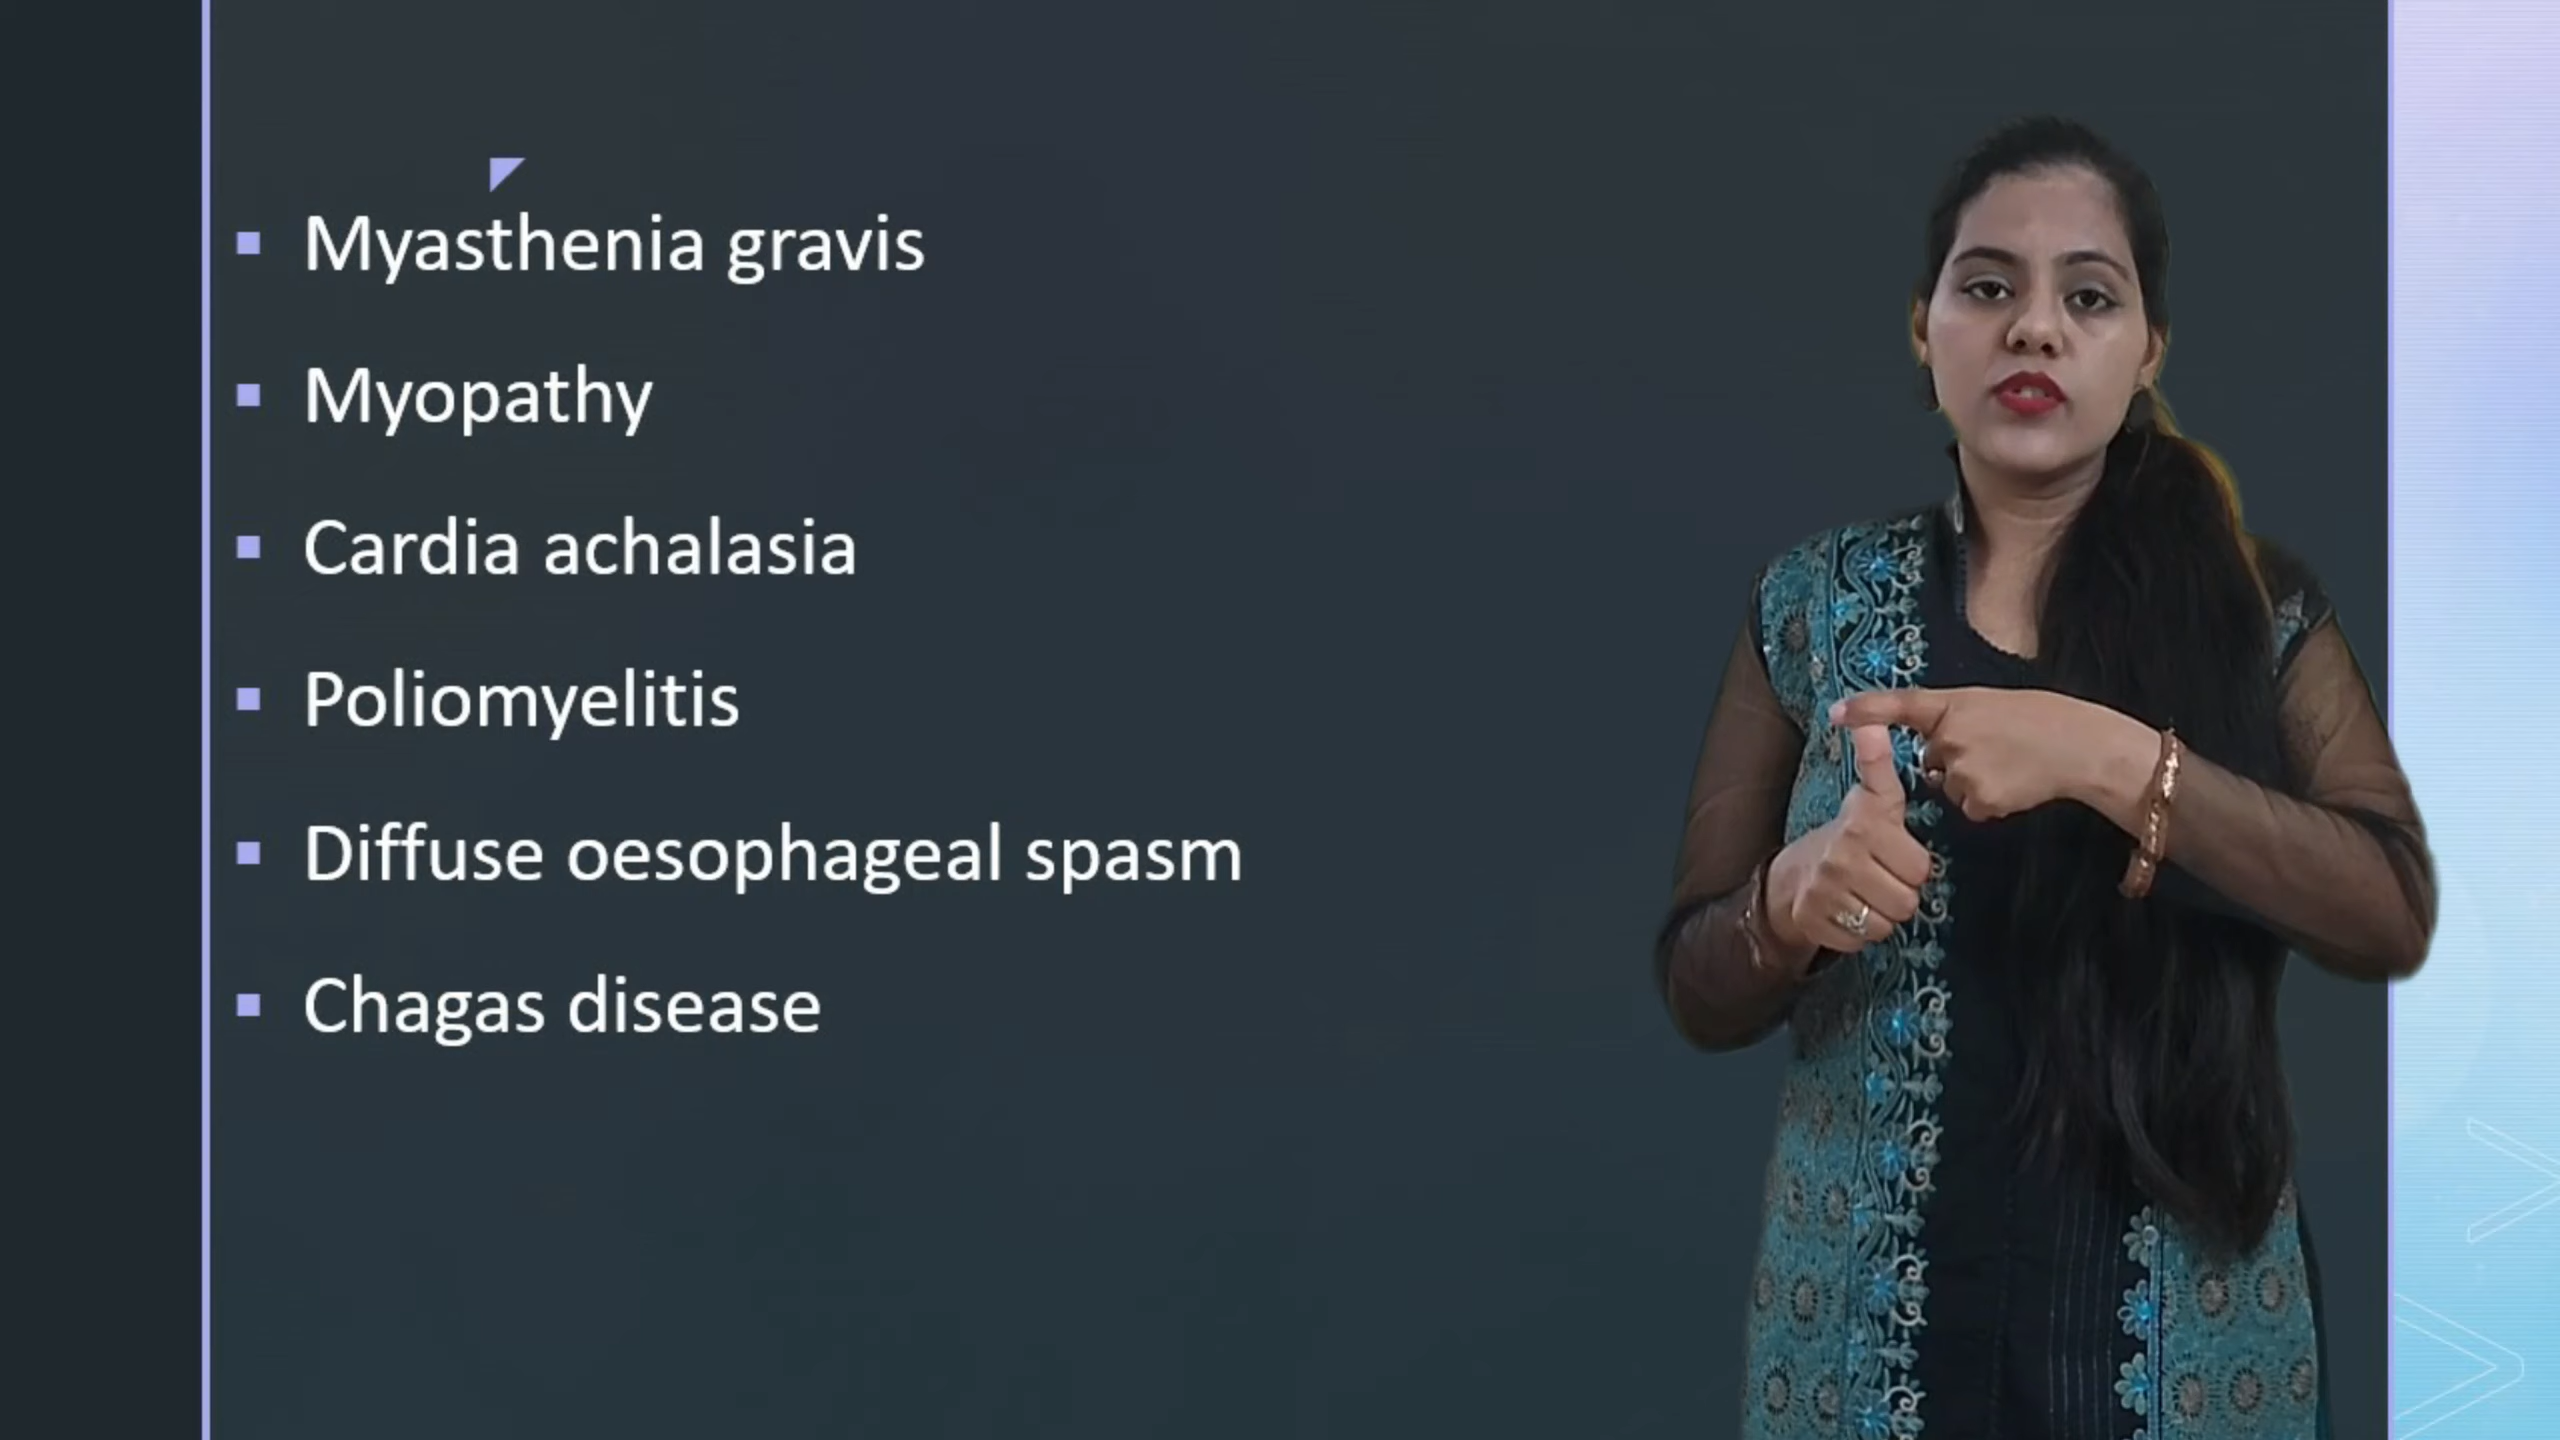 Myasthenia gravis
Myopathy
Cardia achalasia
Poliomyelitis
Diffuse oesophageal spasm
Chagas disease